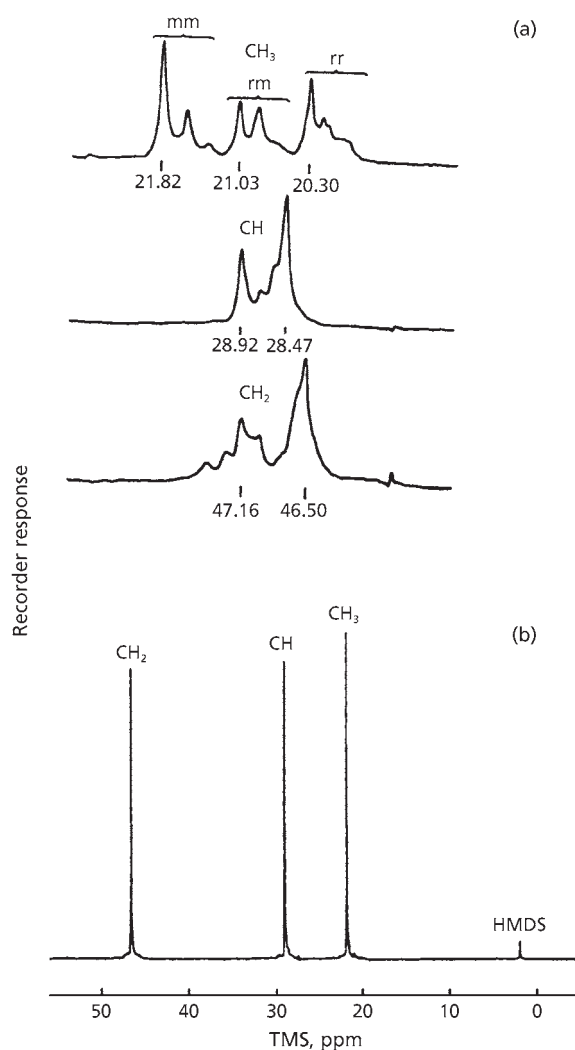 (a)
mm
CH₃
rm
rr
21.82 21.03 20.30
CH
28.92 28.47
CH₂
47.16 46.50
Recorder response
(b)
CH₂
CH
CH₃
HMDS
50 40 30 20 10 0
TMS, ppm